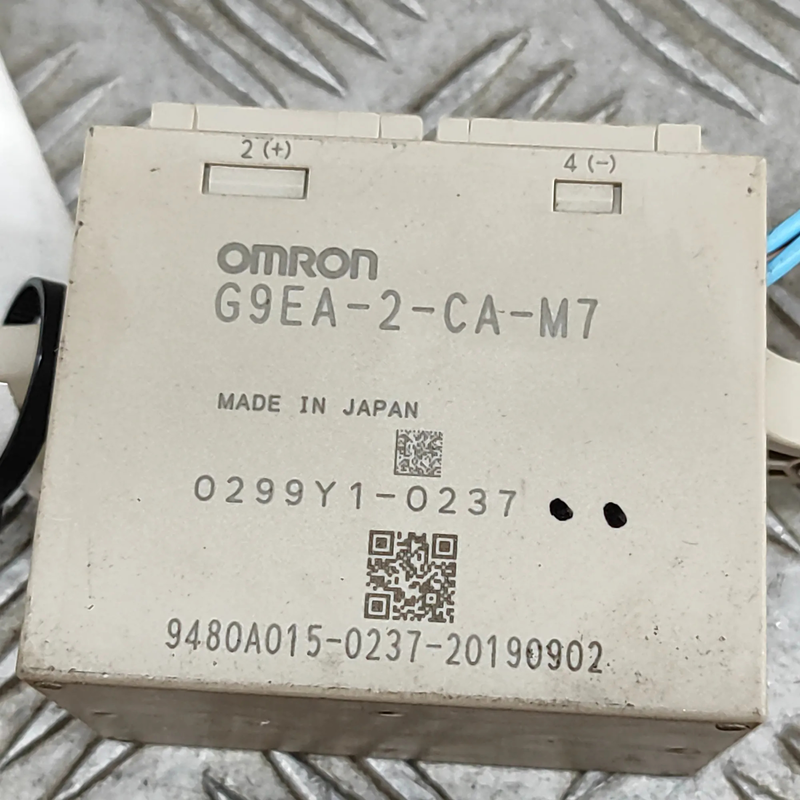 2 (+)
4 (-)
OMRON
G9EA-2-CA-M7
MADE IN JAPAN
0299Y1-0237
9480A015-0237-20190902